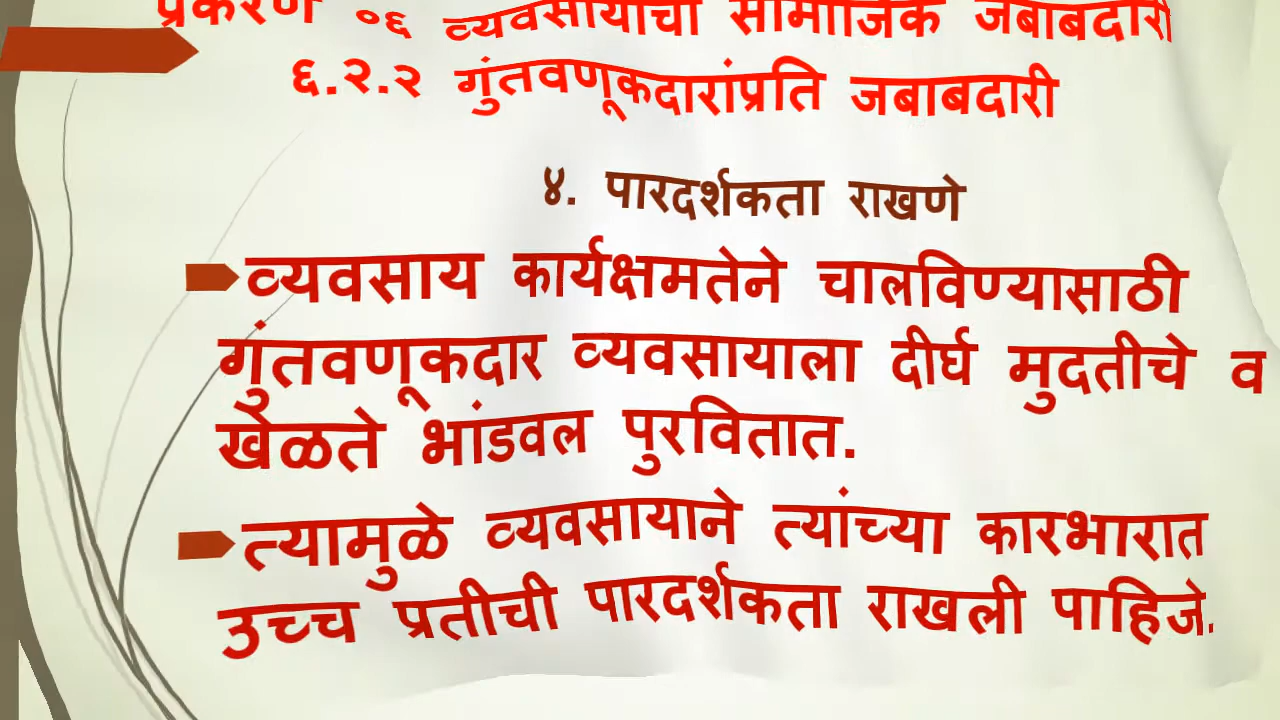 प्रकरण ०६ व्यवसायाची सामाजिक जबाबदारी
६.२.२ गुंतवणूकदारांप्रति जबाबदारी
४. पारदर्शकता राखणे
व्यवसाय कार्यक्षमतेने चालविण्यासाठी
गुंतवणूकदार व्यवसायाला दीर्घ मुदतीचे व
खेळते भांडवल पुरवितात.
त्यामुळे व्यवसायाने त्यांच्या कारभारात
उच्च प्रतीची पारदर्शकता राखली पाहिजे.